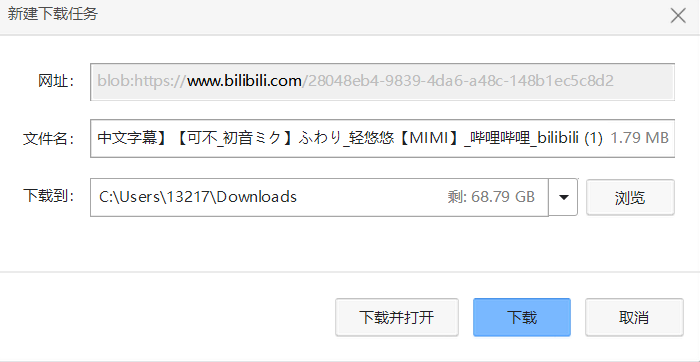 新建下载任务
网址: blob:https://www.bilibili.com/28048eb4-9839-4da6-a48c-148b1ec5c8d2
文件名: 中文字幕】【可不_初音ミク】ふわり_轻悠悠【MIMI】_哔哩哔哩_bilibili (1) 1.79 MB
下载到: C:\Users\13217\Downloads 剩: 68.79 GB 浏览
下载并打开 下载 取消